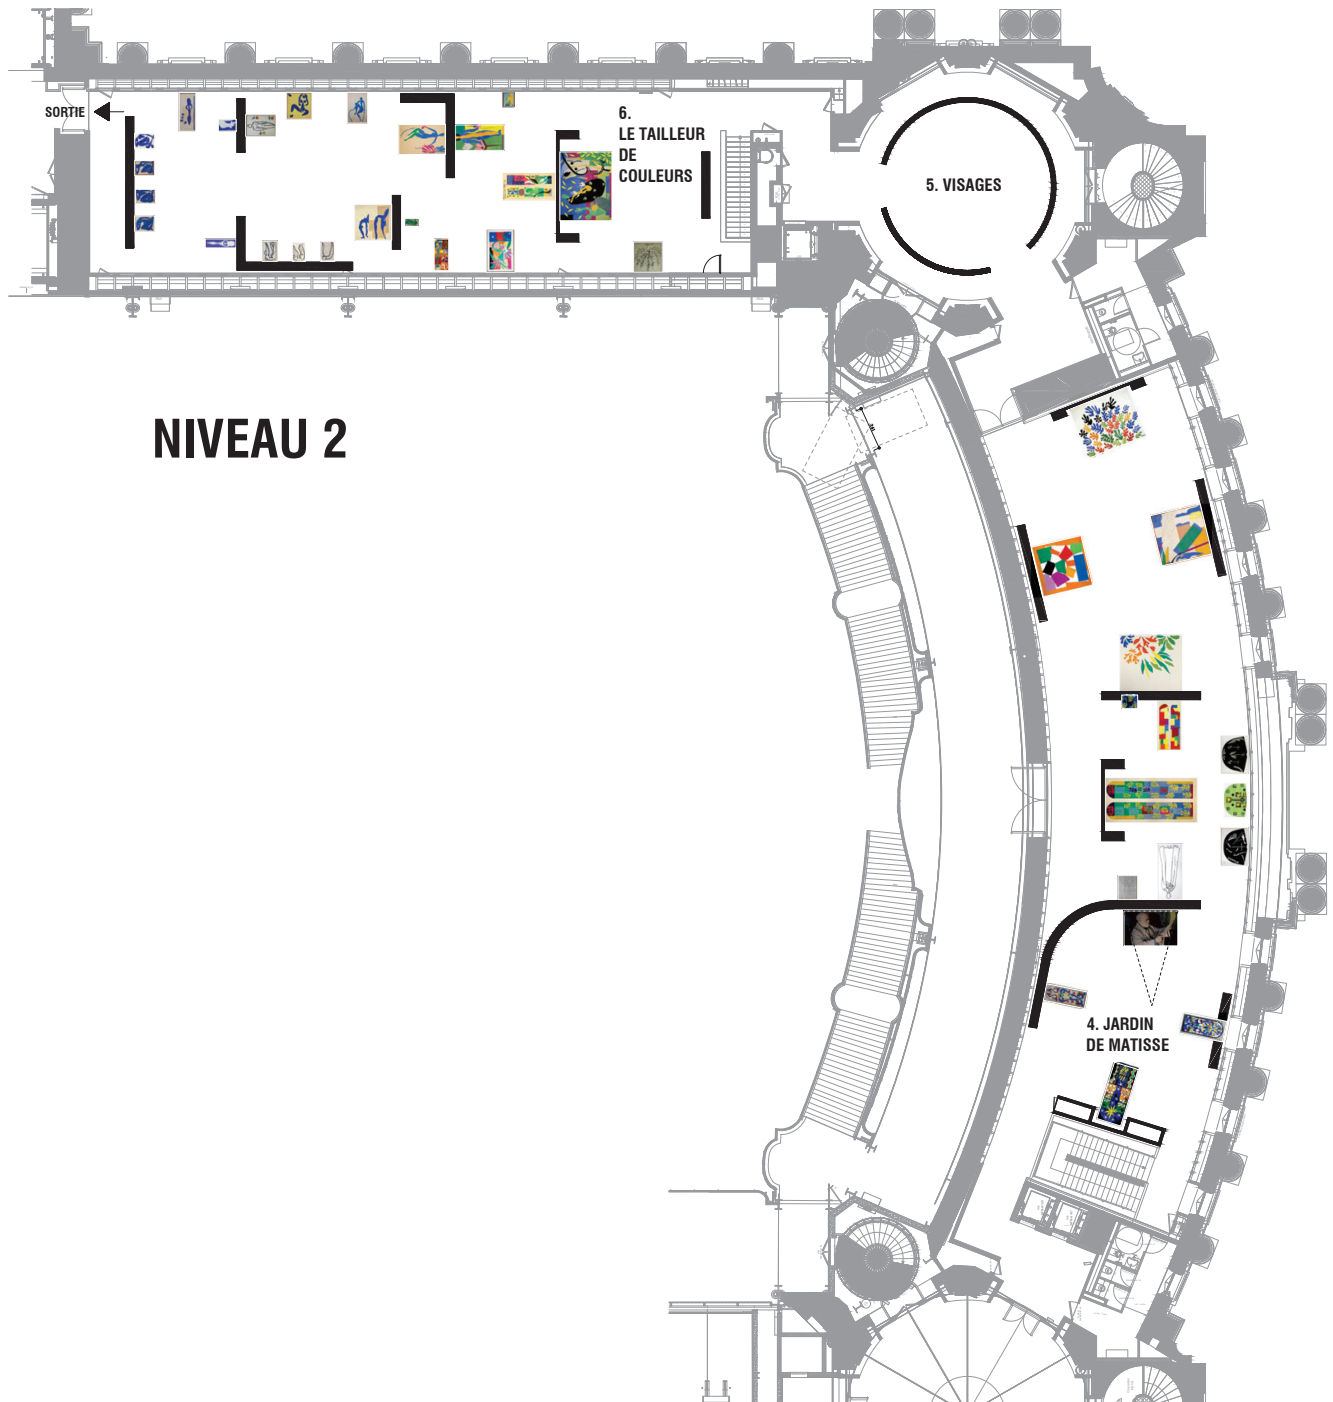 SORTIE
6.
LE TAILLEUR
DE
COULEURS
5. VISAGES
NIVEAU 2
4. JARDIN
DE MATISSE